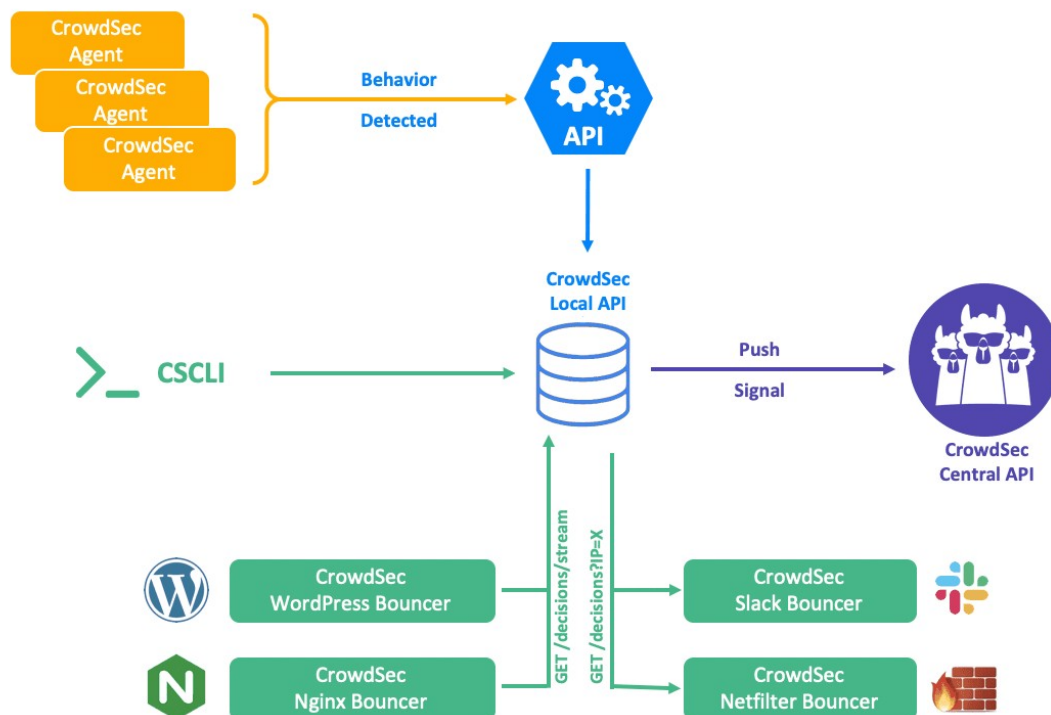 CrowdSec
Agent
CrowdSec
Agent
CrowdSec
Agent
Behavior
Detected
API
CrowdSec
Local API
CSCLI
Push
Signal
CrowdSec
Central API
GET /decisions/stream
GET /decisions?IP=X
CrowdSec
WordPress Bouncer
CrowdSec
Slack Bouncer
CrowdSec
Nginx Bouncer
CrowdSec
Netfilter Bouncer